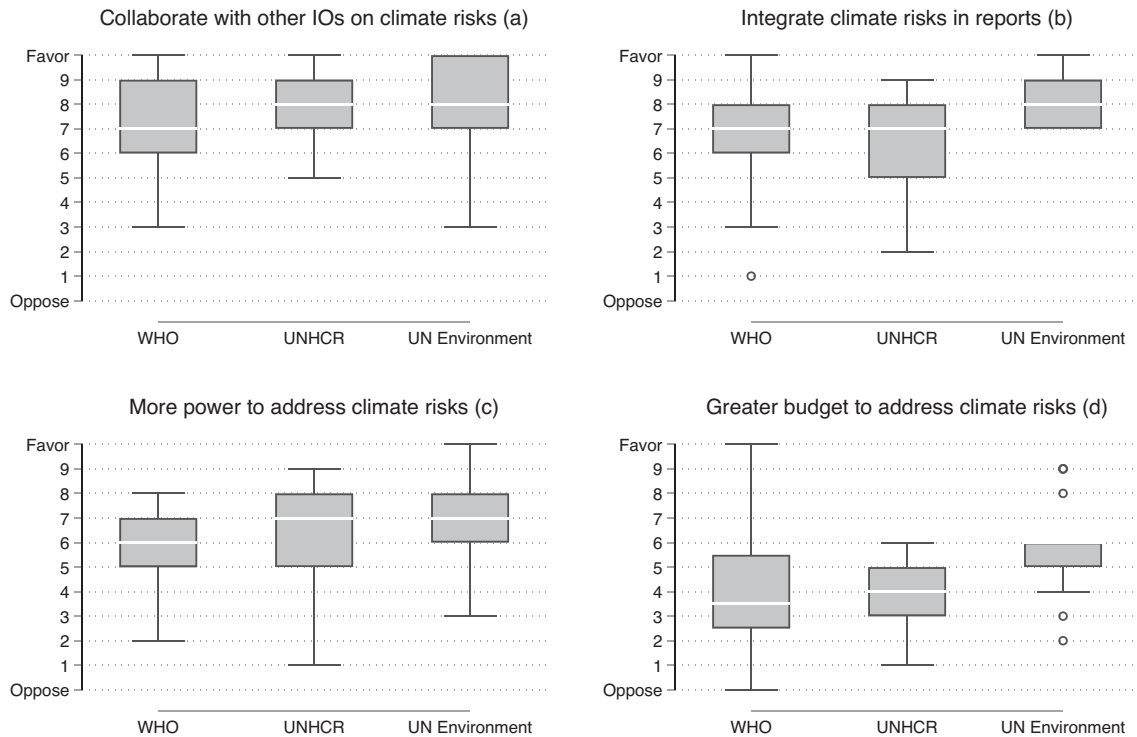 Collaborate with other IOs on climate risks (a)
Favor
9
8
7
6
5
4
3
2
1
Oppose
WHO UNHCR UN Environment
Integrate climate risks in reports (b)
Favor
9
8
7
6
5
4
3
2
1
Oppose
WHO UNHCR UN Environment
More power to address climate risks (c)
Favor
9
8
7
6
5
4
3
2
1
Oppose
WHO UNHCR UN Environment
Greater budget to address climate risks (d)
Favor
9
8
7
6
5
4
3
2
1
Oppose
WHO UNHCR UN Environment